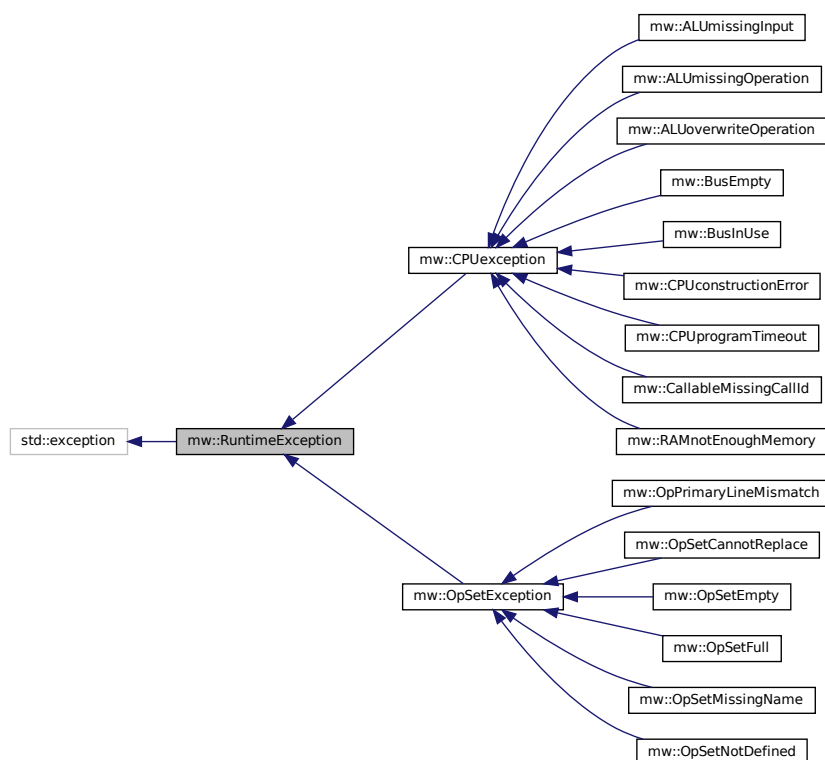 mw::ALUmissingInput
mw::ALUmissingOperation
mw::ALUoverwriteOperation
mw::BusEmpty
mw::BusInUse
mw::CPUexception
mw::CPUconstructionError
mw::CPUprogramTimeout
mw::CallableMissingCallId
std::exception
mw::RuntimeException
mw::RAMnotEnoughMemory
mw::OpPrimaryLineMismatch
mw::OpSetCannotReplace
mw::OpSetException
mw::OpSetEmpty
mw::OpSetFull
mw::OpSetMissingName
mw::OpSetNotDefined